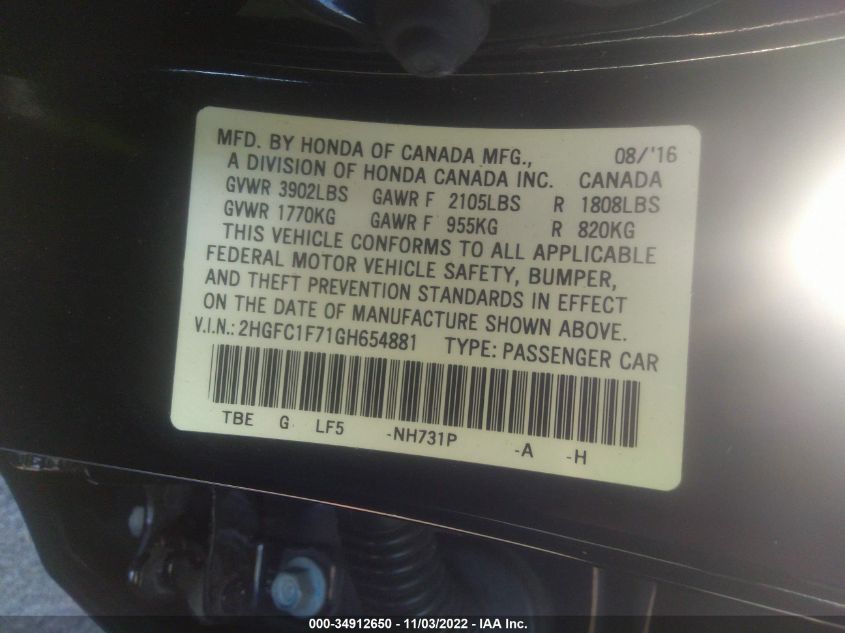 MFD. BY HONDA OF CANADA MFG., 08/'16
A DIVISION OF HONDA CANADA INC. CANADA
GVWR 3902LBS GAWR F 2105LBS R 1808LBS
GVWR 1770KG GAWR F 955KG R 820KG
THIS VEHICLE CONFORMS TO ALL APPLICABLE
FEDERAL MOTOR VEHICLE SAFETY, BUMPER,
AND THEFT PREVENTION STANDARDS IN EFFECT
ON THE DATE OF MANUFACTURE SHOWN ABOVE.
V.I.N.: 2HGFC1F71GH654881 TYPE: PASSENGER CAR
TBE G LF5 -NH731P -A -H
000-34912650 - 11/03/2022 - IAA Inc.